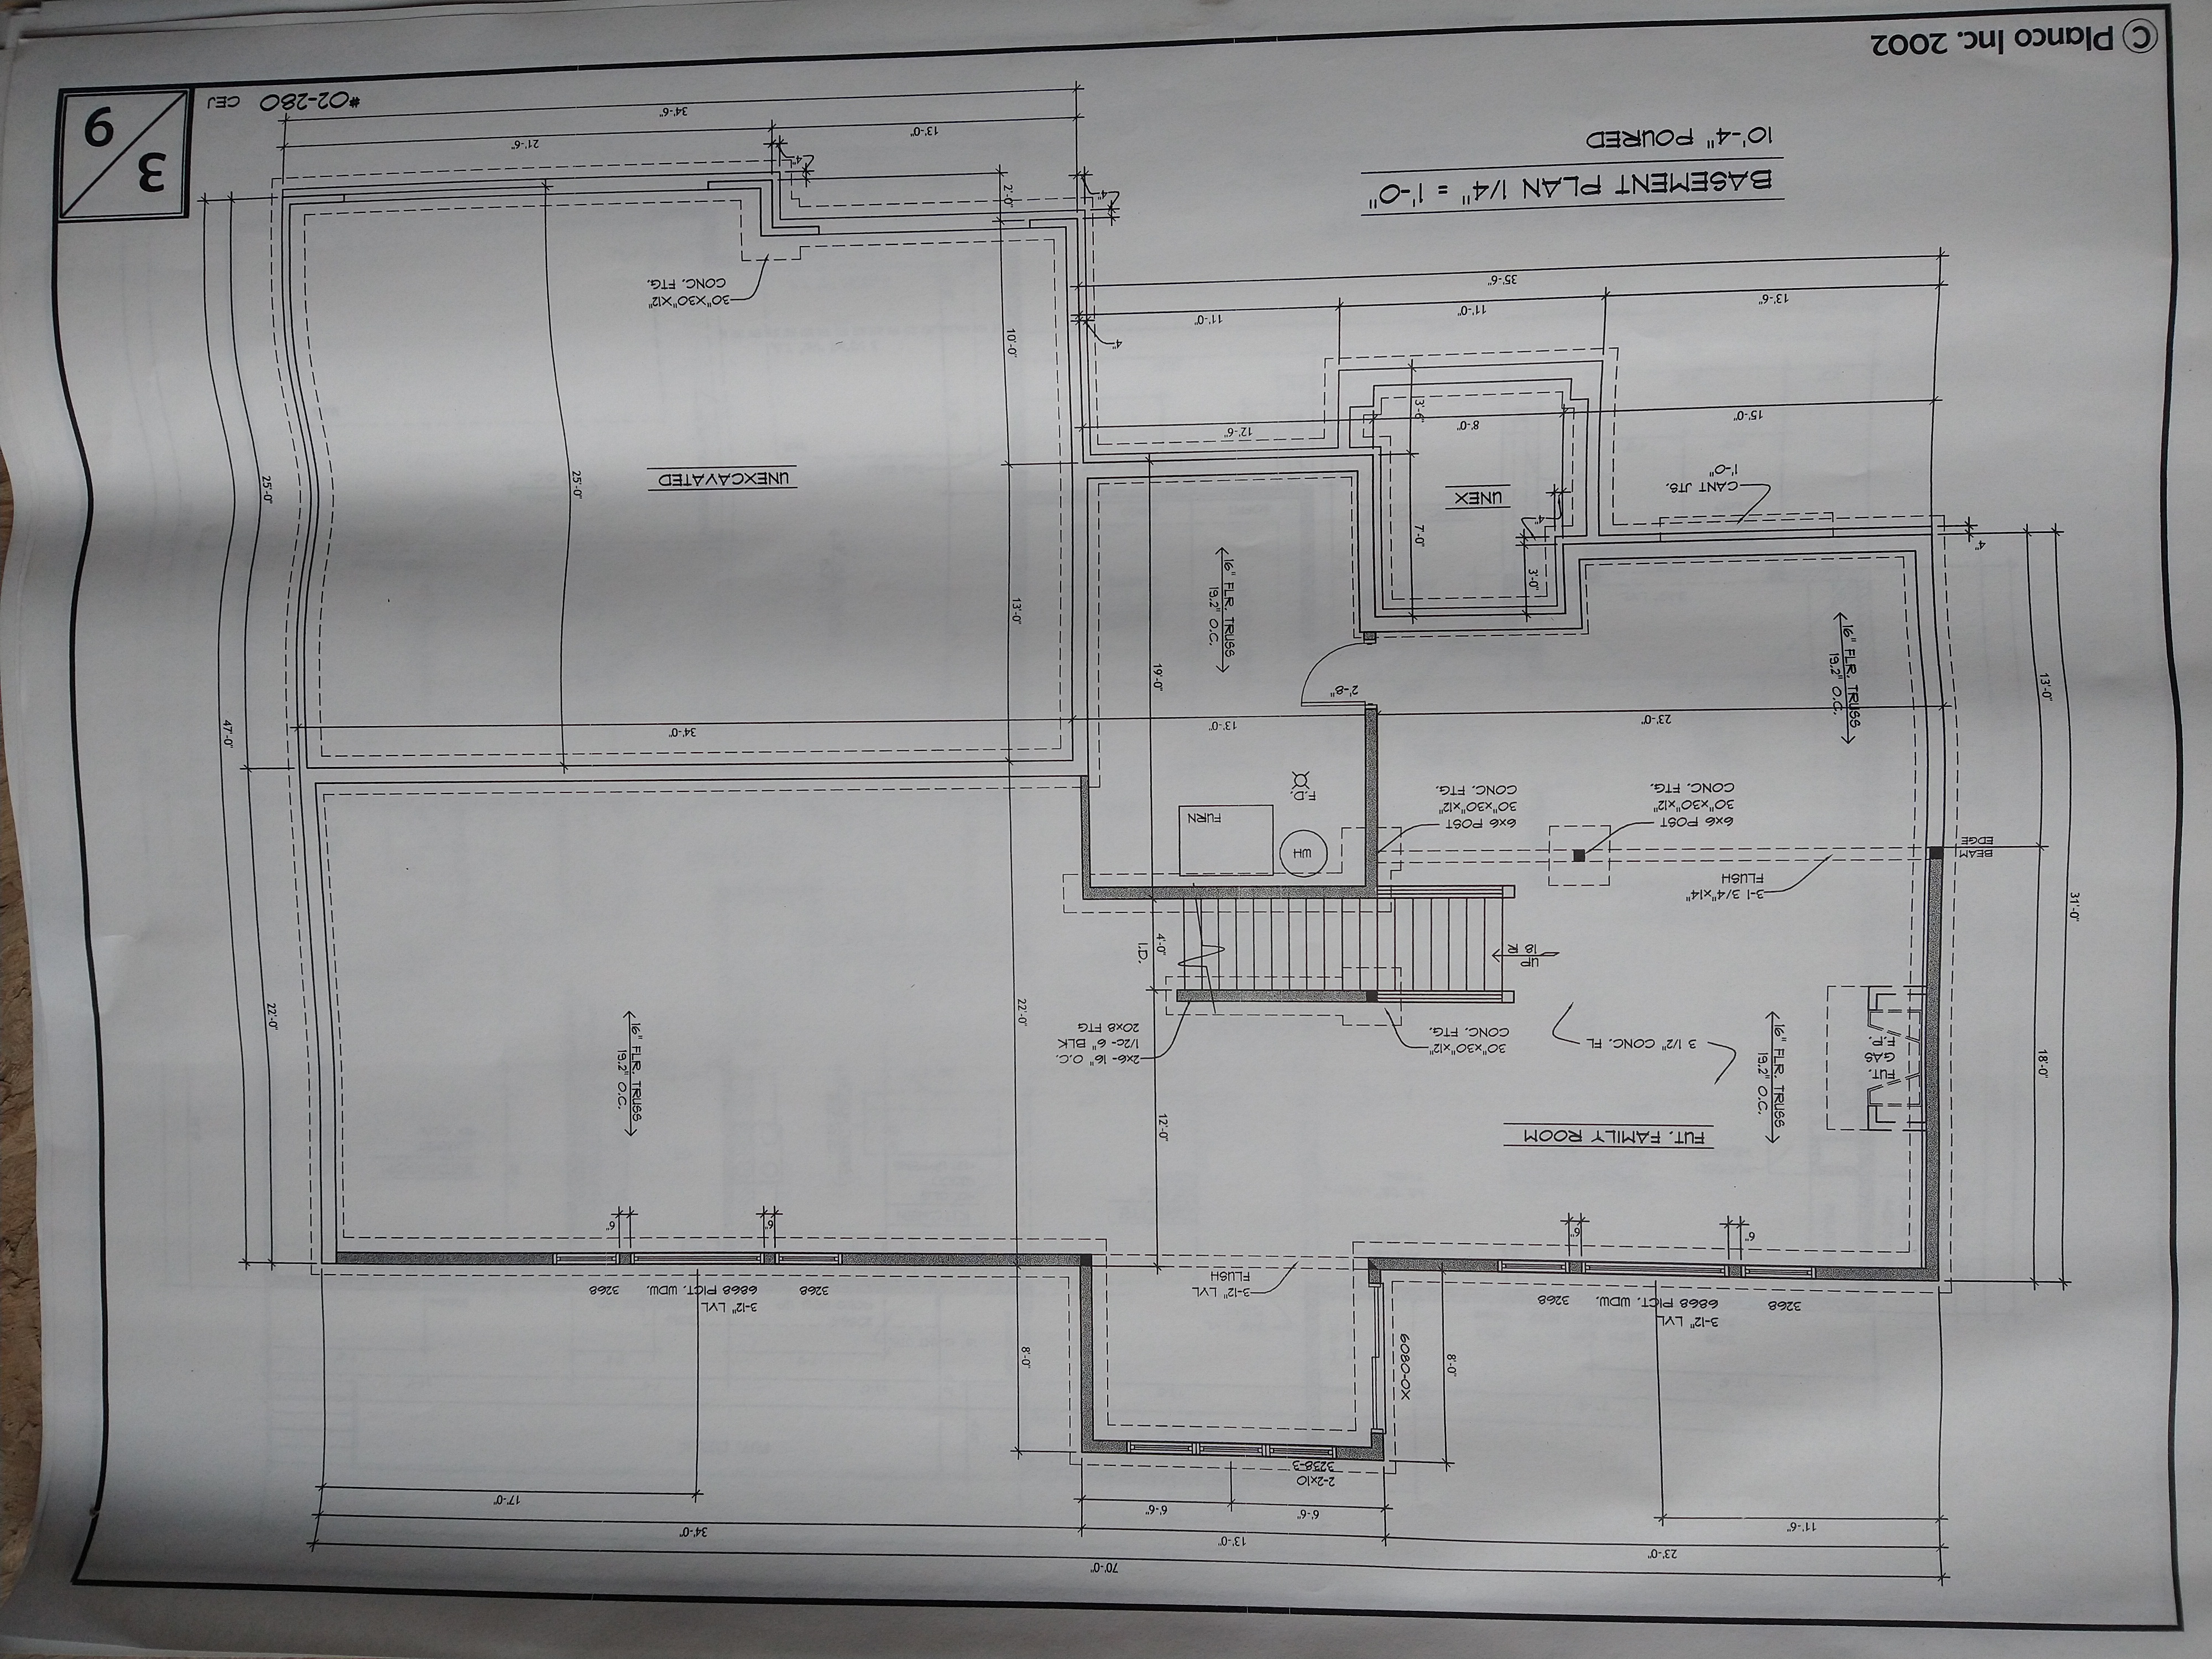 70'-0"
23'-0"
13'-0"
34'-0"
11'-6"
6'-6"
6'-6"
17'-0"
2-2x10
3238-3
8'-0"
6080-OX
8'-0"
3-12" LVL
3268
6868 PICT. WDW.
3268
3-12" LVL
FLUSH
3-12" LVL
3268
6868 PICT. WDW.
3268
6"
6"
6"
6"
FUT. FAMILY ROOM
16" FLR. TRUSS
19.2" O.C.
12'-0"
16" FLR. TRUSS
19.2" O.C.
18'-0"
FUT.
GAS
F.P.
3 1/2" CONC. FL
30"x30"x12"
CONC. FTG.
2x6- 16" O.C.
1/2c- 6" BLK
20x8 FTG
22'-0"
22'-0"
UP
18 R
4'-0"
I.D.
31'-0"
3-1 3/4"x14"
FLUSH
BEAM
EDGE
WH
FURN
6x6 POST
30"x30"x12"
CONC. FTG.
6x6 POST
30"x30"x12"
CONC. FTG.
F.D.
23'-0"
13'-0"
34'-0"
47'-0"
16" FLR. TRUSS
19.2" O.C.
13'-0"
2'-8"
19'-0"
16" FLR. TRUSS
19.2" O.C.
13'-0"
3'-0"
4"
7'-0"
4"
CANT JTS.
1'-0"
UNEX
UNEXCAVATED
25'-0"
25'-0"
15'-0"
8'-0"
3'-6"
12'-6"
4"
10'-0"
13'-6"
11'-0"
11'-0"
35'-6"
30"X30"X12"
CONC. FTG.
4"
2'-0"
4"
13'-0"
21'-6"
34'-6"
BASEMENT PLAN 1/4" = 1'-0"
10'-4" POURED
3
9
#02-280 CEJ
© Planco Inc. 2002